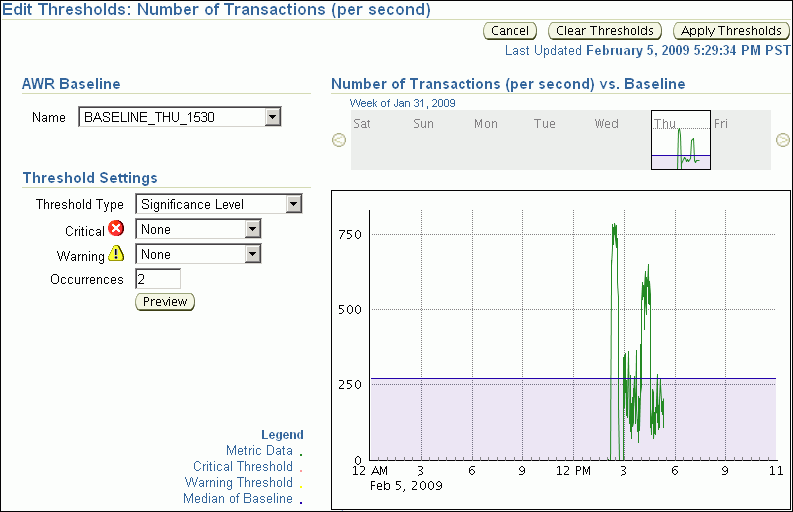 Edit Thresholds: Number of Transactions (per second)
Cancel Clear Thresholds Apply Thresholds
Last Updated February 5, 2009 5:29:34 PM PST
AWR Baseline
Name BASELINE_THU_1530
Threshold Settings
Threshold Type Significance Level
Critical None
Warning None
Occurrences 2
Preview
Legend
Metric Data
Critical Threshold
Warning Threshold
Median of Baseline
Number of Transactions (per second) vs. Baseline
Week of Jan 31, 2009
Sat Sun Mon Tue Wed Thu Fri
750
500
250
0
12 AM 3 6 9 12 PM 3 6 9 11
Feb 5, 2009